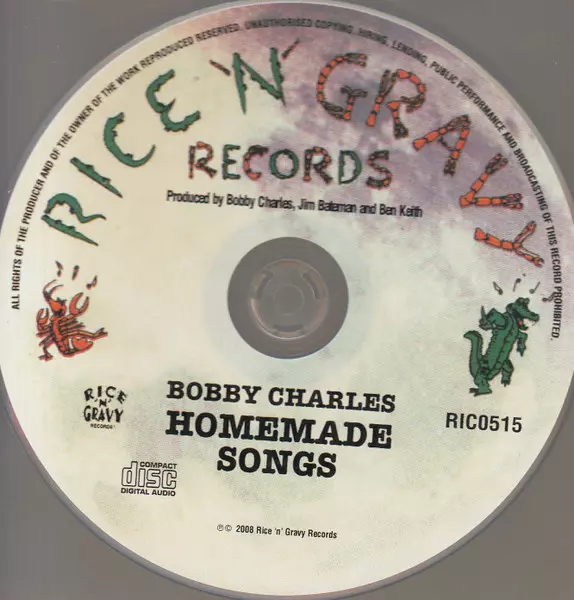 ALL RIGHTS OF THE PRODUCER AND OF THE OWNER OF THE WORK REPRODUCED RESERVED. UNAUTHORISED COPYING, HIRING, LENDING, PUBLIC PERFORMANCE AND BROADCASTING OF THIS RECORD PROHIBITED.
RICE 'N' GRAVY
RECORDS
Produced by Bobby Charles, Jim Bateman and Ben Keith
RICE
'N'
GRAVY
RECORDS
BOBBY CHARLES
HOMEMADE
SONGS
RIC0515
COMPACT
disc
DIGITAL AUDIO
℗© 2008 Rice 'n' Gravy Records